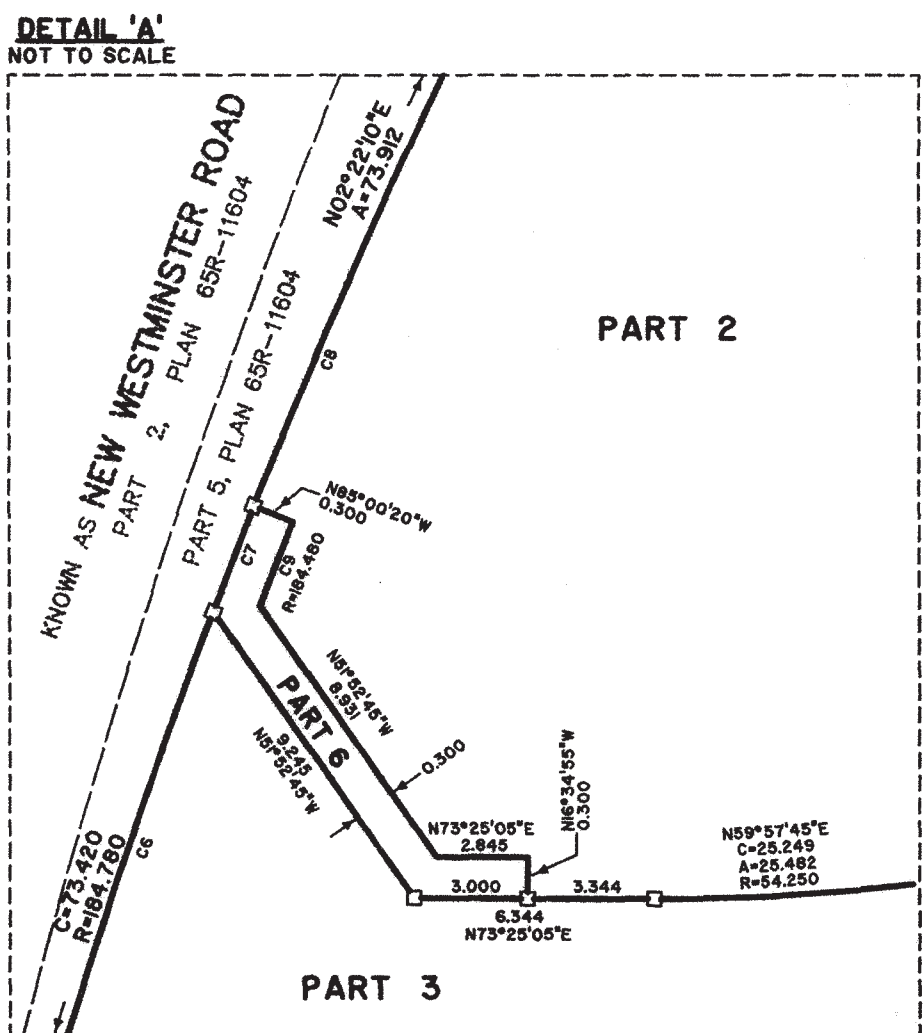 DETAIL 'A'
NOT TO SCALE
KNOWN AS NEW WESTMINSTER ROAD
PART 2, PLAN 65R-11604
PART 5, PLAN 65R-11604
N02°22'10"E
A=73.912
C8
PART 2
N85°00'20"W
0.300
C7
C9
R=184.480
N51°52'45"W
8.931
PART 6
9.245
N51°52'45"W
0.300
N16°34'55"W
0.300
N73°25'05"E
2.845
N59°57'45"E
C=25.249
A=25.482
R=54.250
3.000
3.344
6.344
N73°25'05"E
C6
C=73.420
R=184.780
PART 3